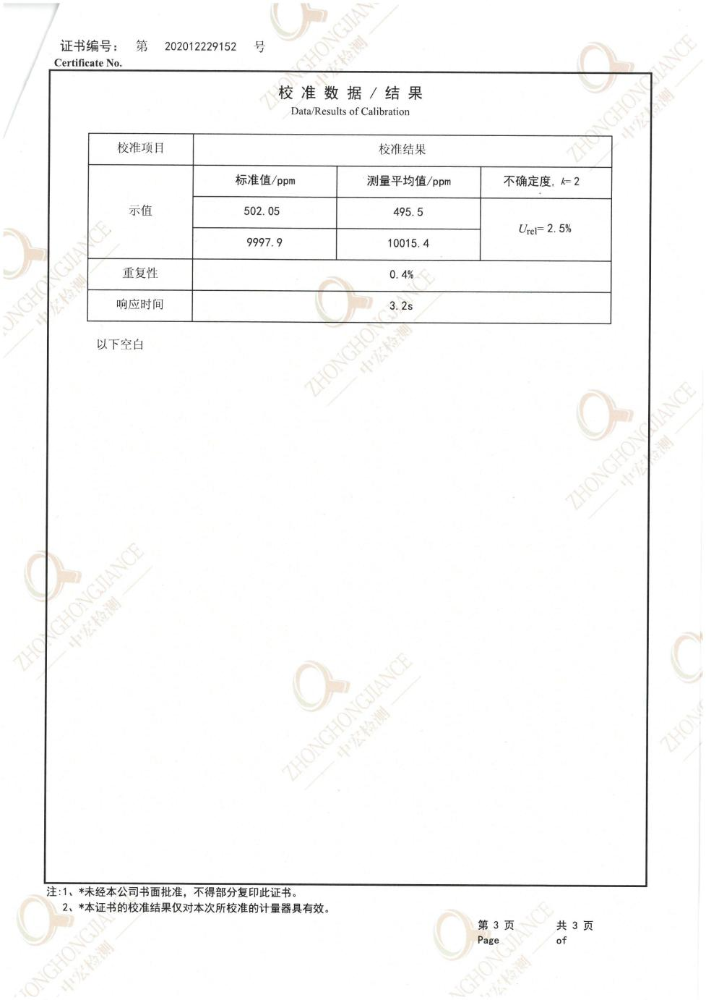 证书编号： 第 202012229152 号
Certificate No.
校 准 数 据 / 结 果
Data/Results of Calibration
校准项目 校准结果
标准值/ppm 测量平均值/ppm 不确定度，k=2
示值 502.05 495.5 Urel= 2.5%
9997.9 10015.4
重复性 0.4%
响应时间 3.2s
以下空白
注:1、*未经本公司书面批准，不得部分复印此证书。
2、*本证书的校准结果仅对本次所校准的计量器具有效。
第 3 页 共 3 页
Page of
ZHONGHONGJIANCE
中宏检测